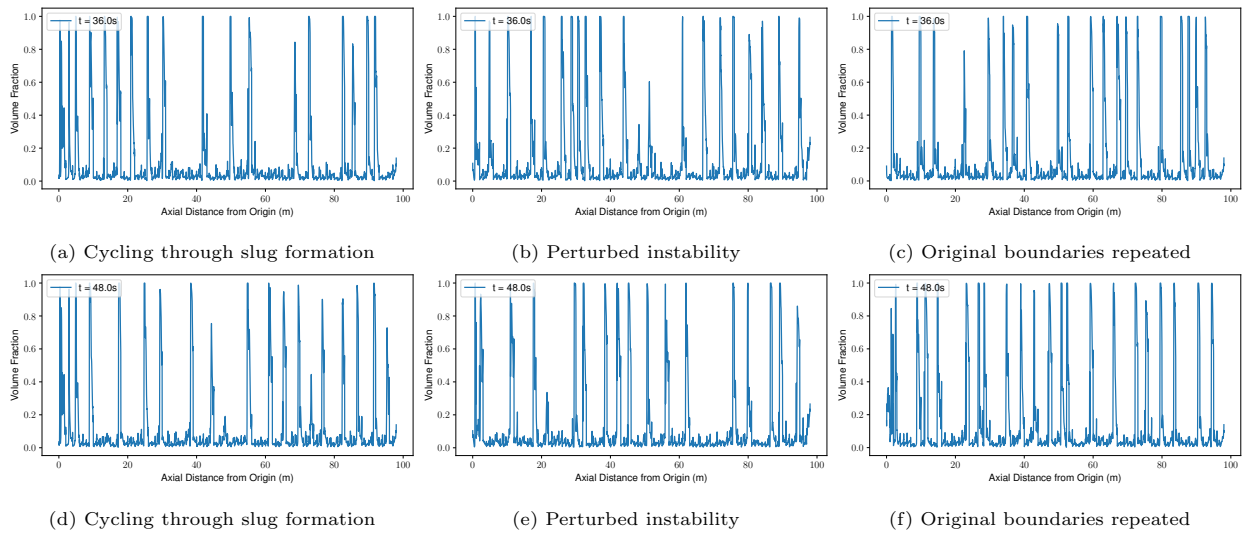 t = 36.0s
1.0
0.8
0.6
0.4
0.2
0.0
Volume Fraction
0 20 40 60 80 100
Axial Distance from Origin (m)
(a) Cycling through slug formation
t = 36.0s
1.0
0.8
0.6
0.4
0.2
0.0
Volume Fraction
0 20 40 60 80 100
Axial Distance from Origin (m)
(b) Perturbed instability
t = 36.0s
1.0
0.8
0.6
0.4
0.2
0.0
Volume Fraction
0 20 40 60 80 100
Axial Distance from Origin (m)
(c) Original boundaries repeated
t = 48.0s
1.0
0.8
0.6
0.4
0.2
0.0
Volume Fraction
0 20 40 60 80 100
Axial Distance from Origin (m)
(d) Cycling through slug formation
t = 48.0s
1.0
0.8
0.6
0.4
0.2
0.0
Volume Fraction
0 20 40 60 80 100
Axial Distance from Origin (m)
(e) Perturbed instability
t = 48.0s
1.0
0.8
0.6
0.4
0.2
0.0
Volume Fraction
0 20 40 60 80 100
Axial Distance from Origin (m)
(f) Original boundaries repeated